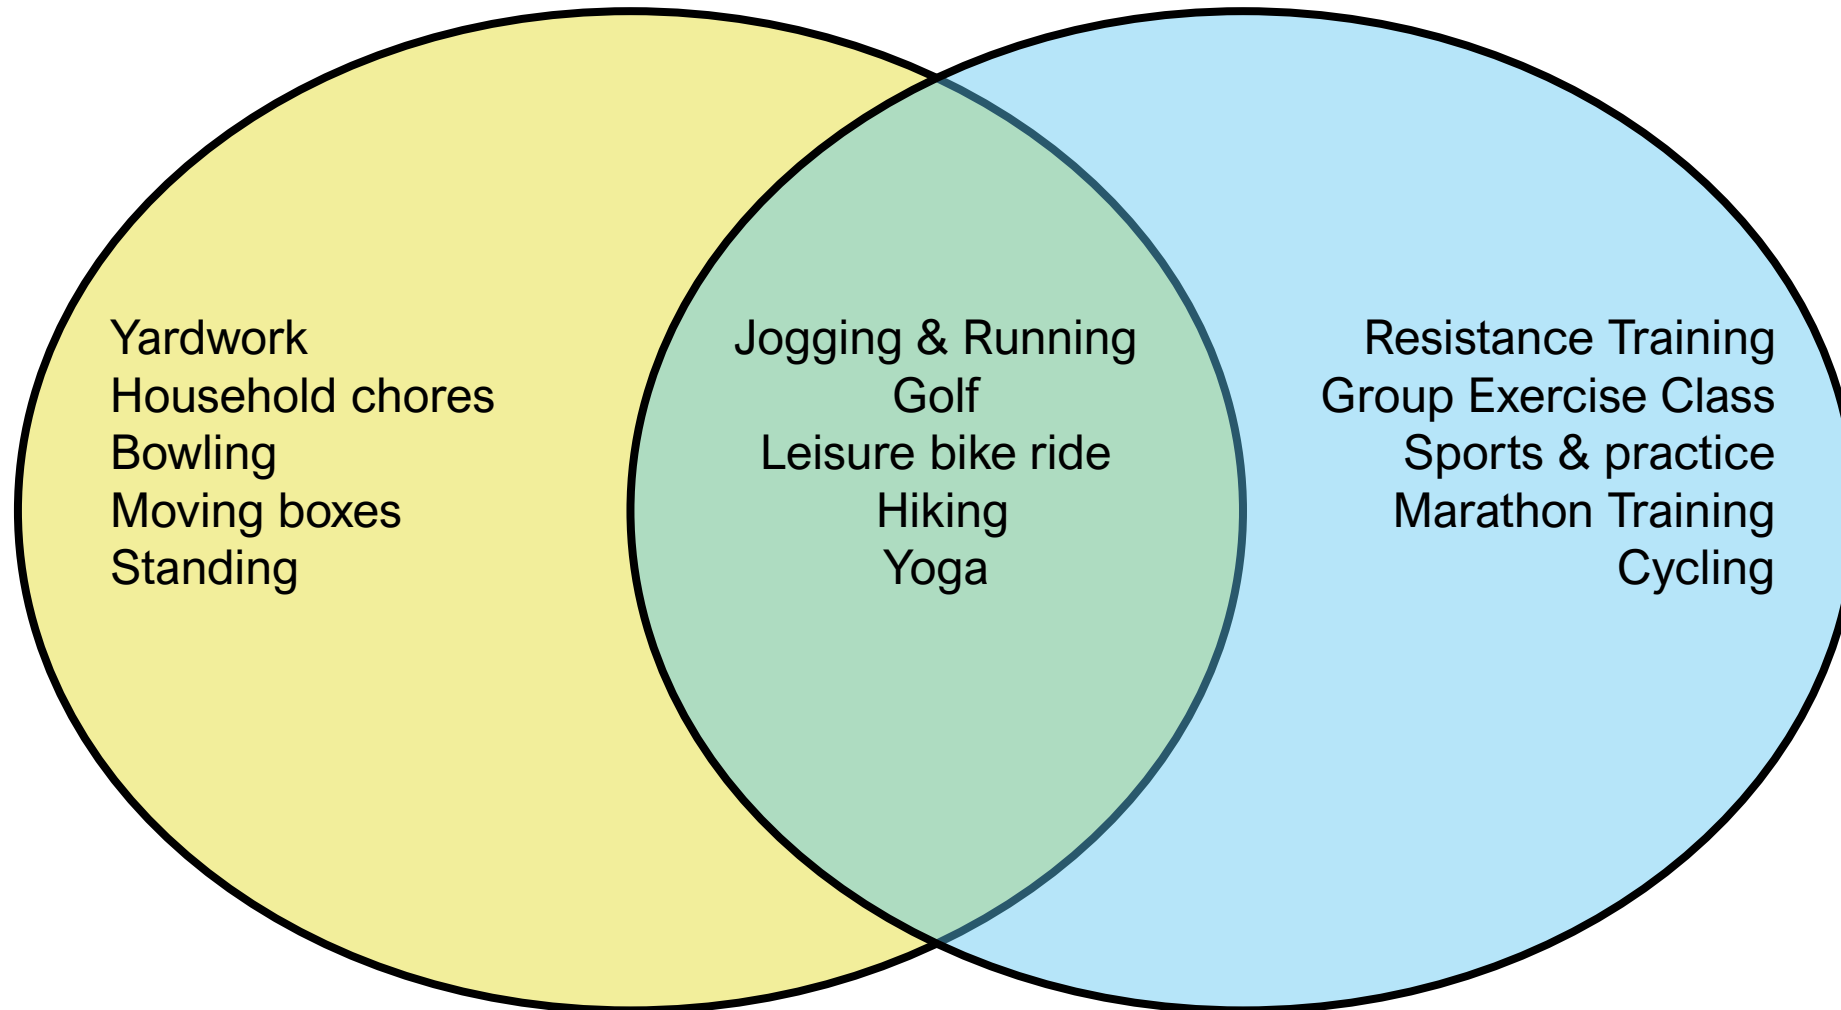 Yardwork
Household chores
Bowling
Moving boxes
Standing
Jogging & Running
Golf
Leisure bike ride
Hiking
Yoga
Resistance Training
Group Exercise Class
Sports & practice
Marathon Training
Cycling